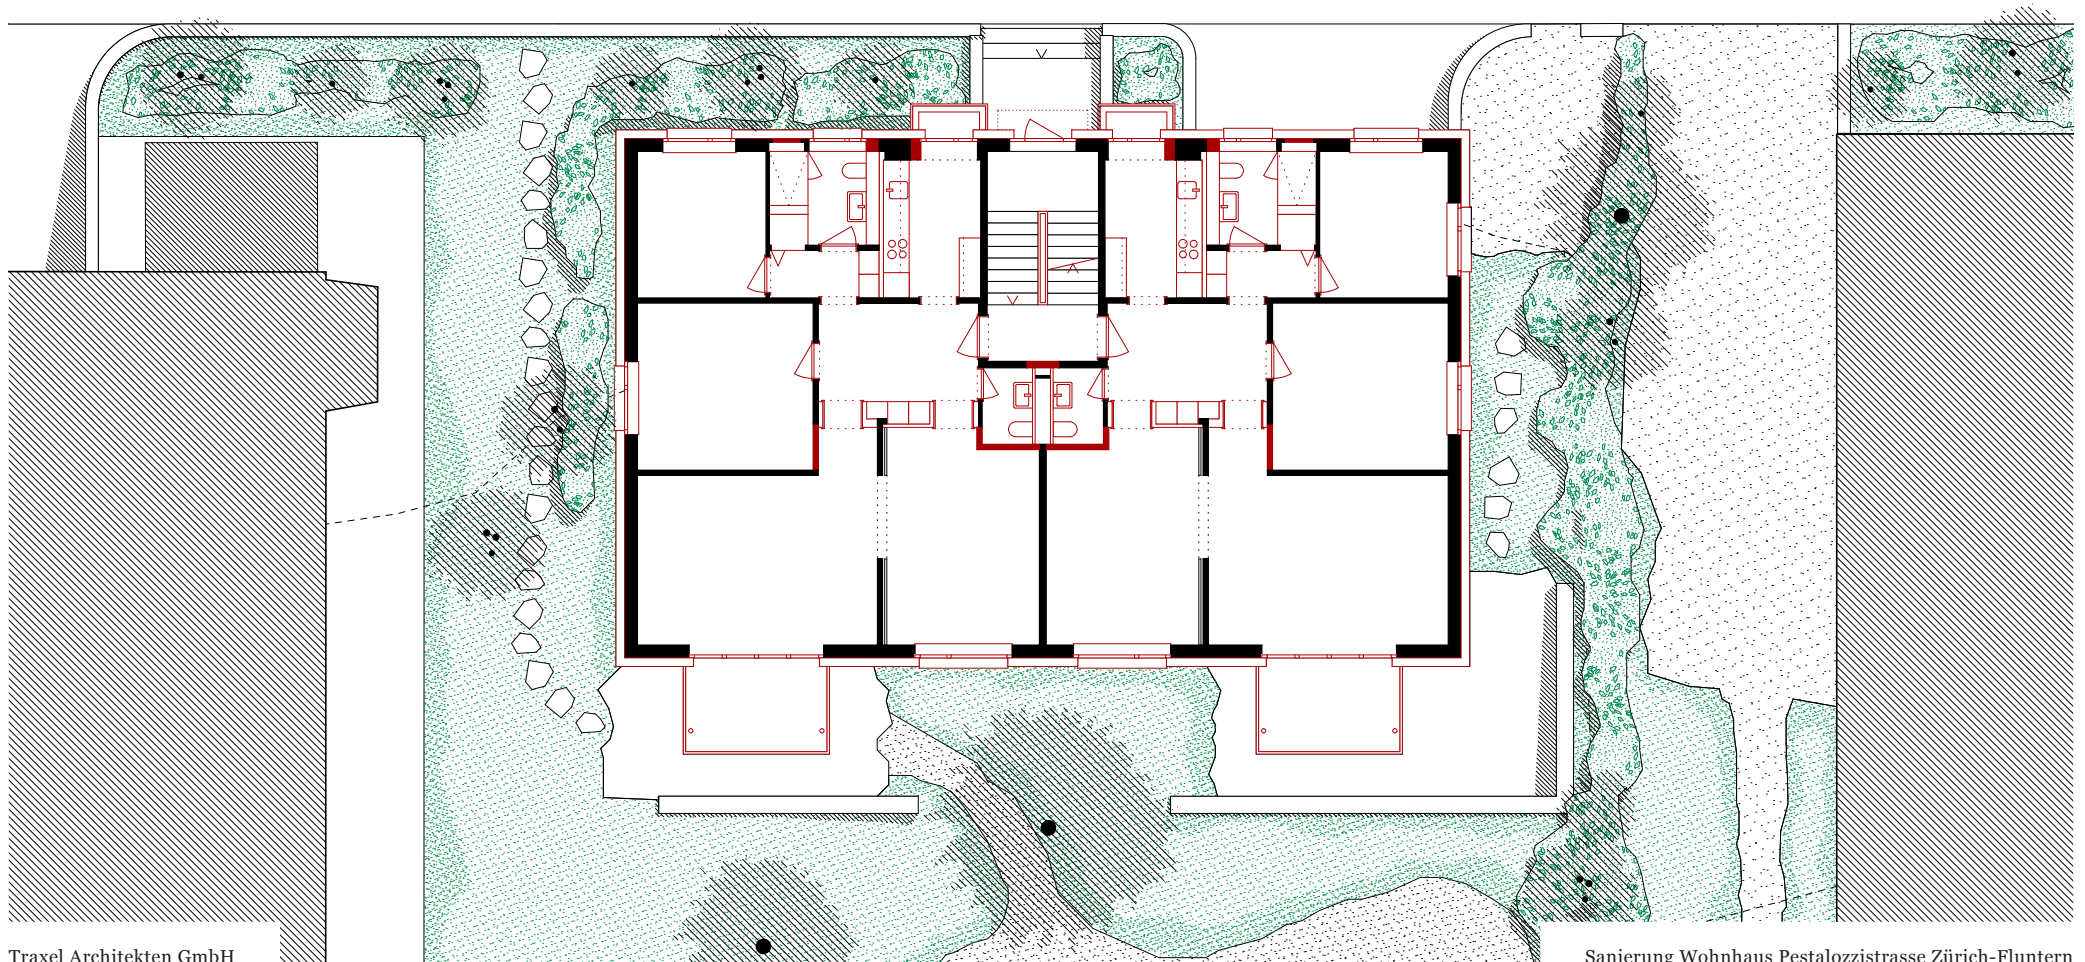 Traxel Architekten GmbH
Sanierung Wohnhaus Pestalozzistrasse Zürich-Fluntern